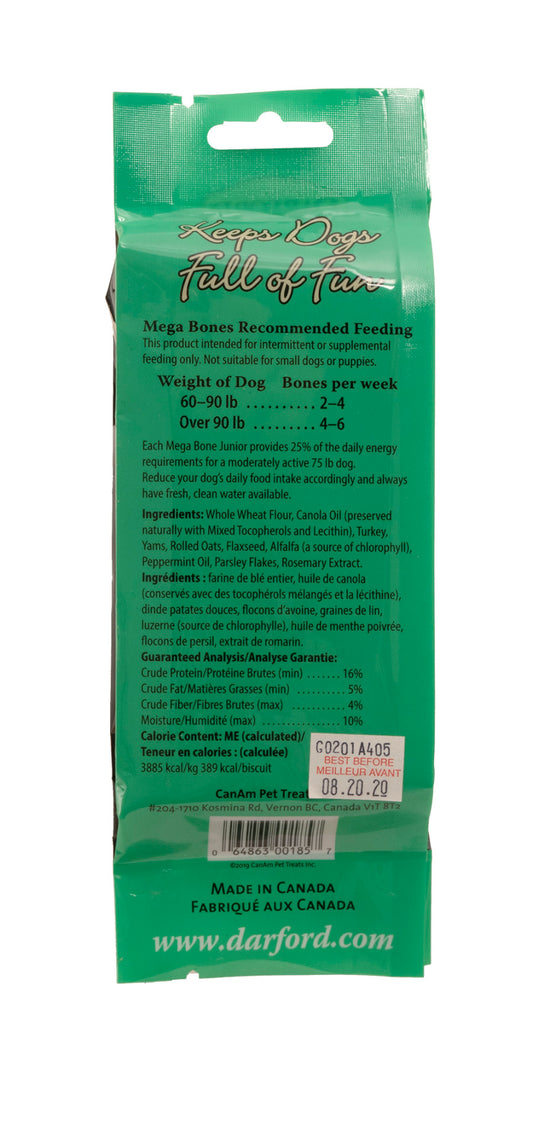 Keeps Dogs
Full of Fun
Mega Bones Recommended Feeding
This product intended for intermittent or supplemental
feeding only. Not suitable for small dogs or puppies.
Weight of Dog Bones per week
60–90 lb .......... 2–4
Over 90 lb ......... 4–6
Each Mega Bone Junior provides 25% of the daily energy
requirements for a moderately active 75 lb dog.
Reduce your dog's daily food intake accordingly and always
have fresh, clean water available.
Ingredients: Whole Wheat Flour, Canola Oil (preserved
naturally with Mixed Tocopherols and Lecithin), Turkey,
Yams, Rolled Oats, Flaxseed, Alfalfa (a source of chlorophyll),
Peppermint Oil, Parsley Flakes, Rosemary Extract.
Ingrédients : farine de blé entier, huile de canola
(conservés avec des tocophérols mélangés et la lécithine),
dinde patates douces, flocons d'avoine, graines de lin,
luzerne (source de chlorophylle), huile de menthe poivrée,
flocons de persil, extrait de romarin.
Guaranteed Analysis/Analyse Garantie:
Crude Protein/Protéine Brutes (min) ....... 16%
Crude Fat/Matières Grasses (min) .......... 5%
Crude Fiber/Fibres Brutes (max) .......... 4%
Moisture/Humidité (max) ................ 10%
Calorie Content: ME (calculated)/
Teneur en calories : (calculée)
3885 kcal/kg 389 kcal/biscuit
G0201A405
BEST BEFORE
MEILLEUR AVANT
08.20.20
CanAm Pet Treats
#204-1710 Kosmina Rd, Vernon BC, Canada V1T 8T2
0 64863 00185 7
©2019 CanAm Pet Treats Inc.
Made in Canada
Fabriqué aux Canada
www.darford.com